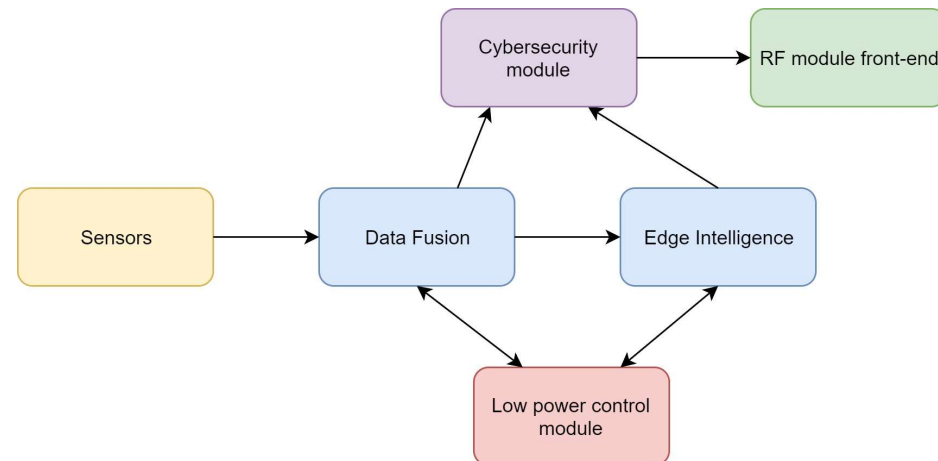 Cybersecurity
module
RF module front-end
Sensors
Data Fusion
Edge Intelligence
Low power control
module